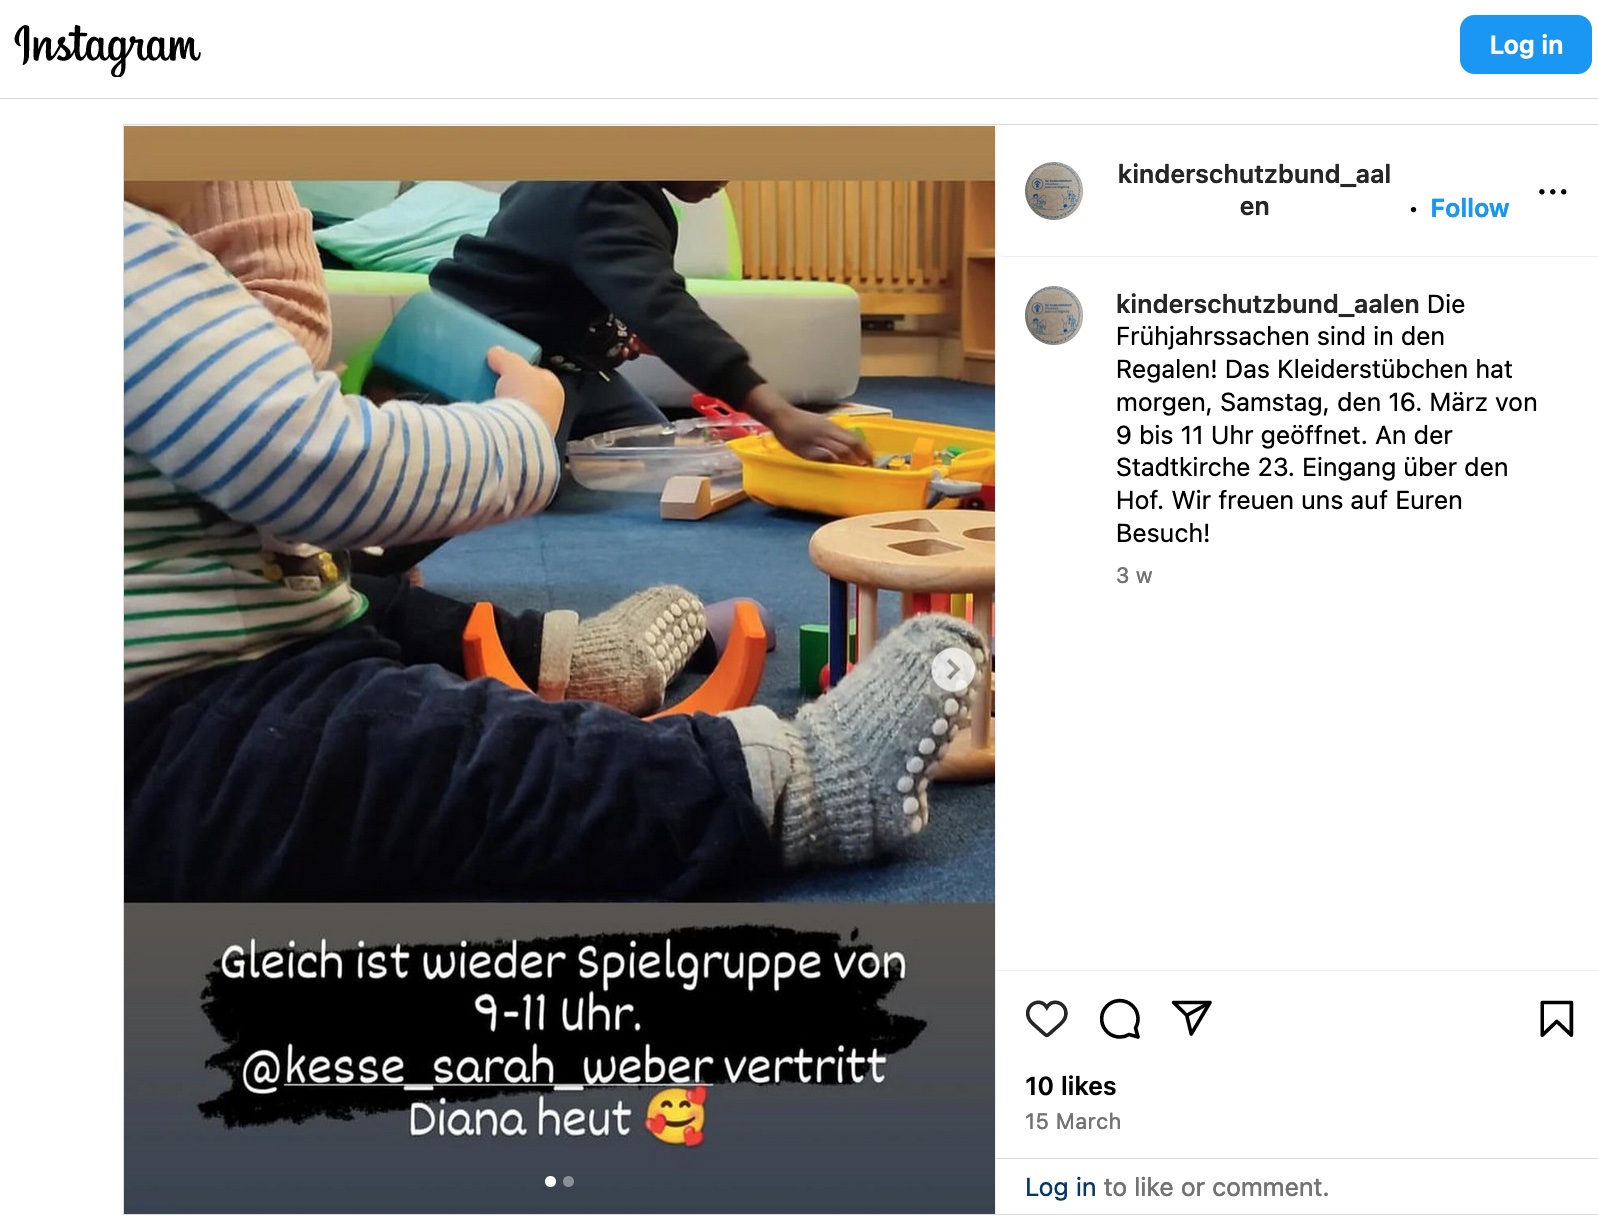 Instagram
Log in
kinderschutzbund_aal
en
• Follow
kinderschutzbund_aalen Die
Frühjahrssachen sind in den
Regalen! Das Kleiderstübchen hat
morgen, Samstag, den 16. März von
9 bis 11 Uhr geöffnet. An der
Stadtkirche 23. Eingang über den
Hof. Wir freuen uns auf Euren
Besuch!
3 w
Gleich ist wieder Spielgruppe von
9-11 Uhr.
@kesse_sarah_weber vertritt
Diana heut 🥰
10 likes
15 March
Log in to like or comment.